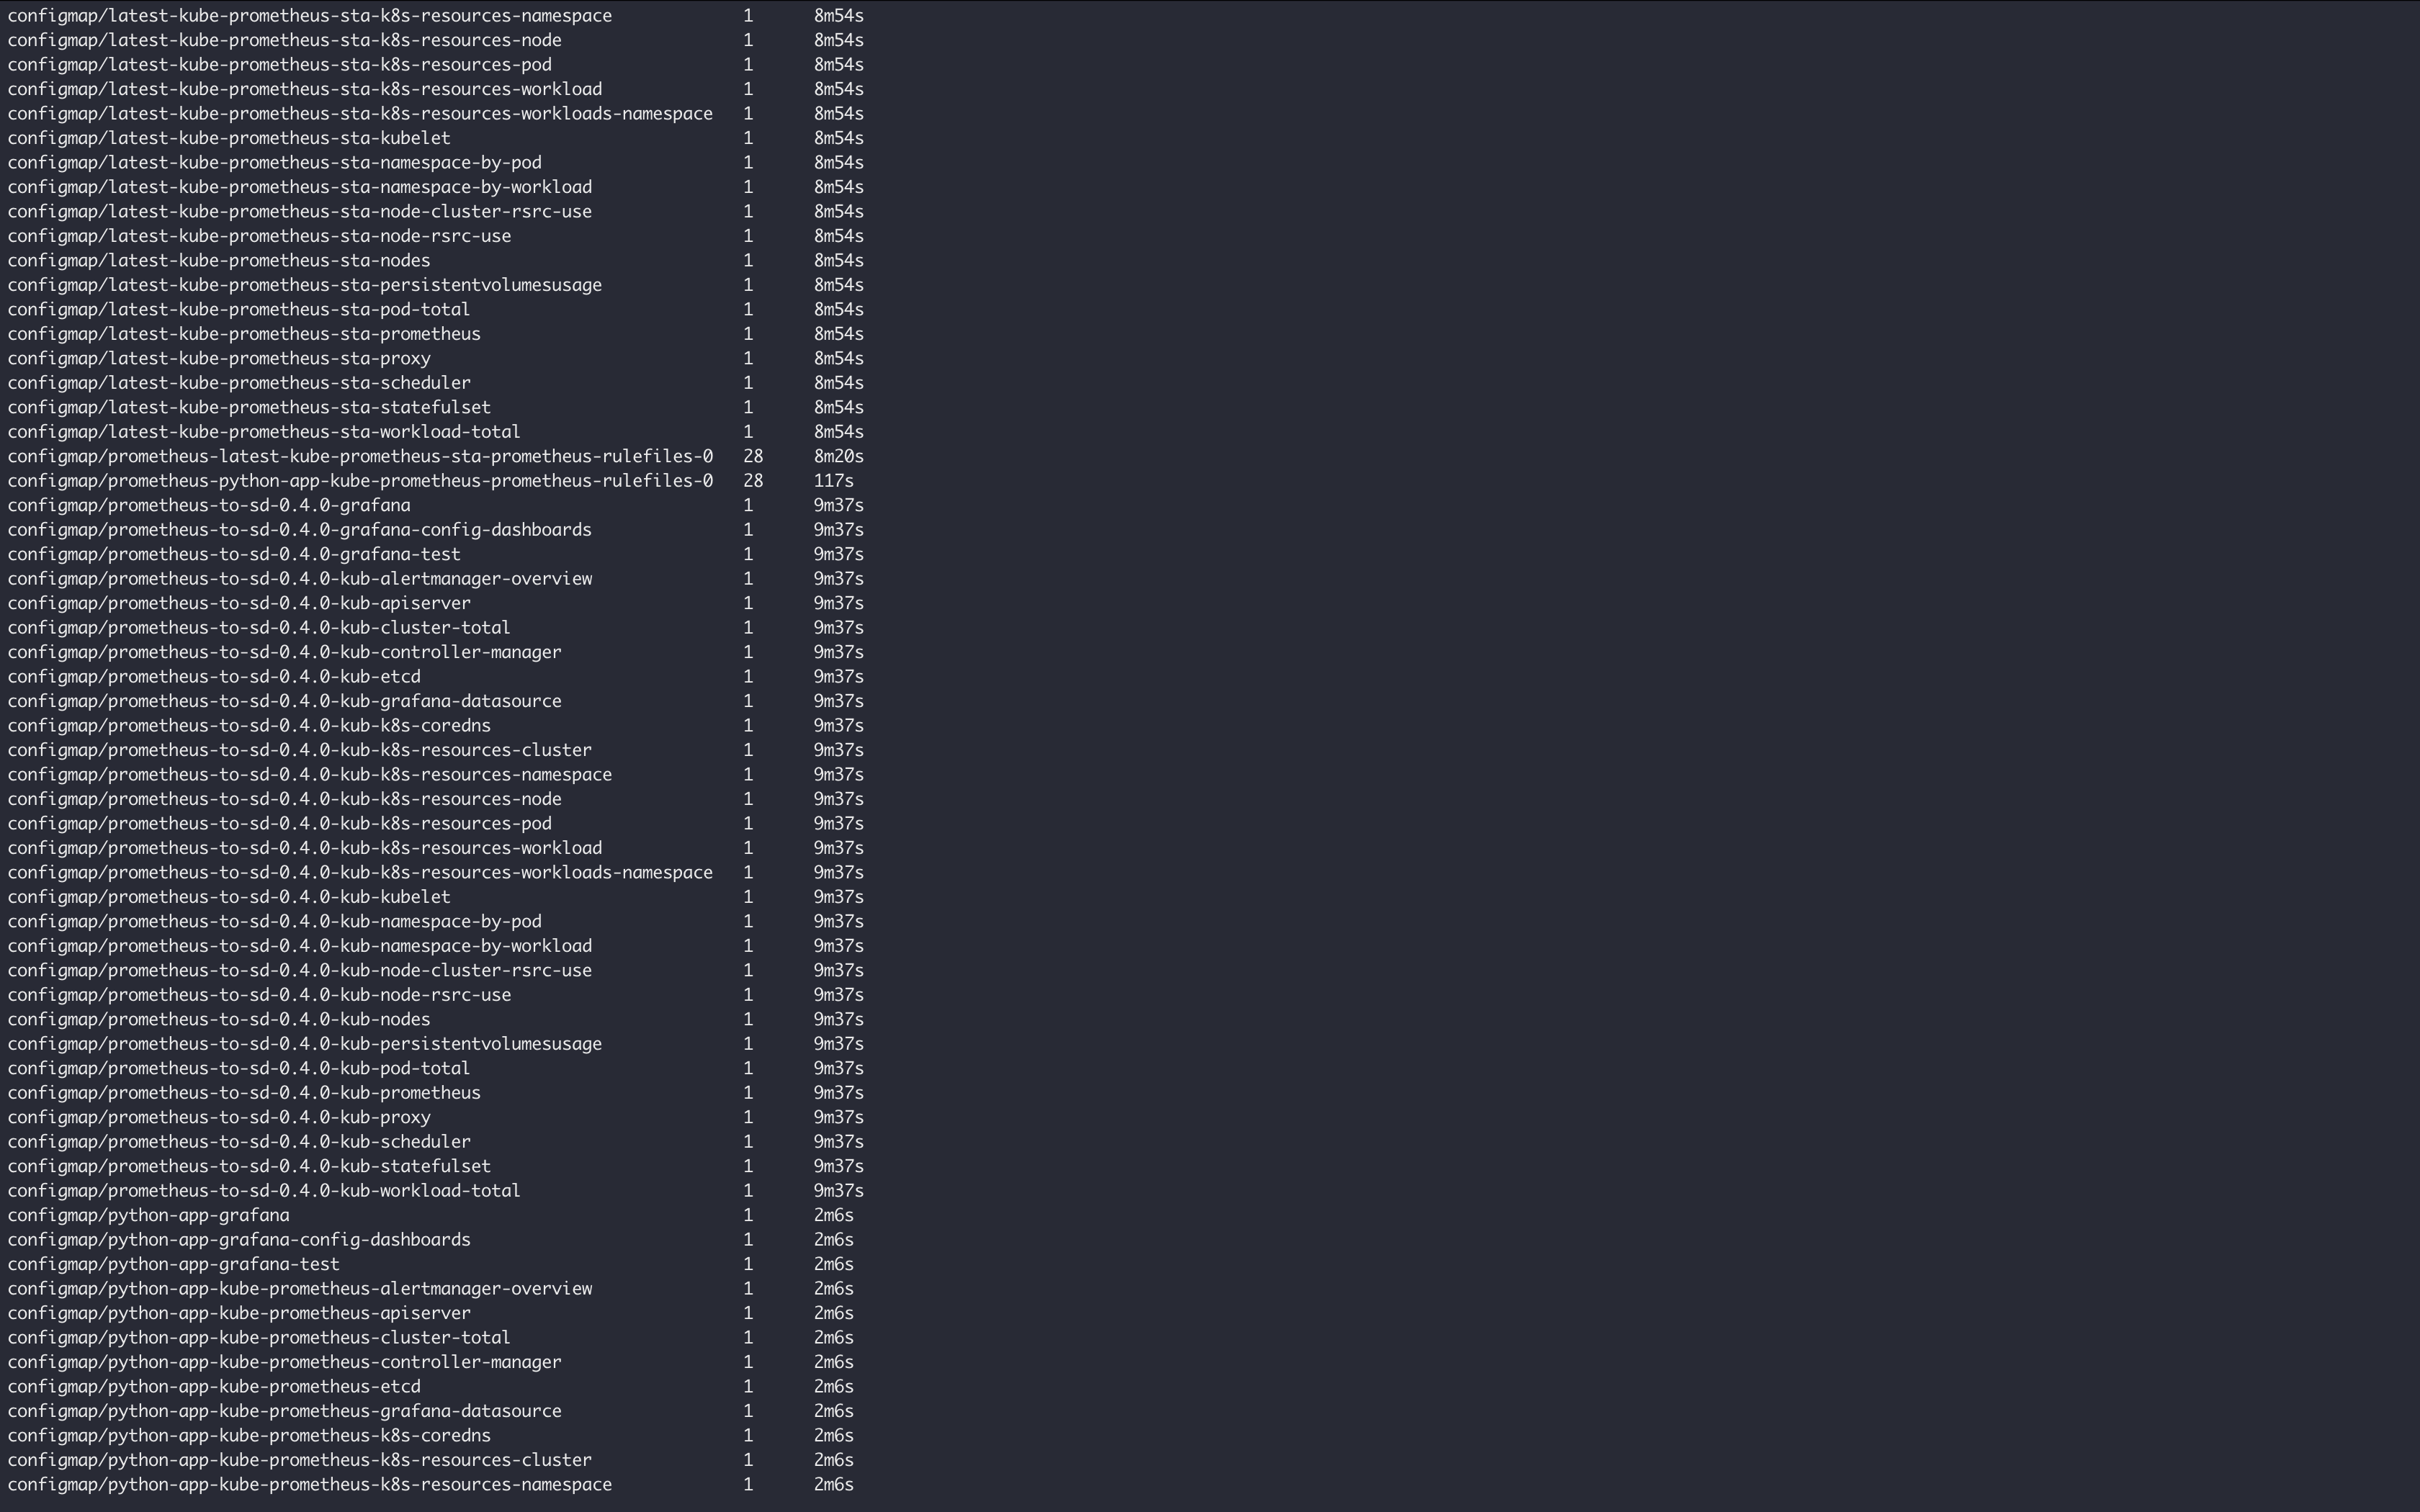 configmap/latest-kube-prometheus-sta-k8s-resources-namespace 1 8m54s
configmap/latest-kube-prometheus-sta-k8s-resources-node 1 8m54s
configmap/latest-kube-prometheus-sta-k8s-resources-pod 1 8m54s
configmap/latest-kube-prometheus-sta-k8s-resources-workload 1 8m54s
configmap/latest-kube-prometheus-sta-k8s-resources-workloads-namespace 1 8m54s
configmap/latest-kube-prometheus-sta-kubelet 1 8m54s
configmap/latest-kube-prometheus-sta-namespace-by-pod 1 8m54s
configmap/latest-kube-prometheus-sta-namespace-by-workload 1 8m54s
configmap/latest-kube-prometheus-sta-node-cluster-rsrc-use 1 8m54s
configmap/latest-kube-prometheus-sta-node-rsrc-use 1 8m54s
configmap/latest-kube-prometheus-sta-nodes 1 8m54s
configmap/latest-kube-prometheus-sta-persistentvolumesusage 1 8m54s
configmap/latest-kube-prometheus-sta-pod-total 1 8m54s
configmap/latest-kube-prometheus-sta-prometheus 1 8m54s
configmap/latest-kube-prometheus-sta-proxy 1 8m54s
configmap/latest-kube-prometheus-sta-scheduler 1 8m54s
configmap/latest-kube-prometheus-sta-statefulset 1 8m54s
configmap/latest-kube-prometheus-sta-workload-total 1 8m54s
configmap/prometheus-latest-kube-prometheus-sta-prometheus-rulefiles-0 28 8m20s
configmap/prometheus-python-app-kube-prometheus-prometheus-rulefiles-0 28 117s
configmap/prometheus-to-sd-0.4.0-grafana 1 9m37s
configmap/prometheus-to-sd-0.4.0-grafana-config-dashboards 1 9m37s
configmap/prometheus-to-sd-0.4.0-grafana-test 1 9m37s
configmap/prometheus-to-sd-0.4.0-kub-alertmanager-overview 1 9m37s
configmap/prometheus-to-sd-0.4.0-kub-apiserver 1 9m37s
configmap/prometheus-to-sd-0.4.0-kub-cluster-total 1 9m37s
configmap/prometheus-to-sd-0.4.0-kub-controller-manager 1 9m37s
configmap/prometheus-to-sd-0.4.0-kub-etcd 1 9m37s
configmap/prometheus-to-sd-0.4.0-kub-grafana-datasource 1 9m37s
configmap/prometheus-to-sd-0.4.0-kub-k8s-coredns 1 9m37s
configmap/prometheus-to-sd-0.4.0-kub-k8s-resources-cluster 1 9m37s
configmap/prometheus-to-sd-0.4.0-kub-k8s-resources-namespace 1 9m37s
configmap/prometheus-to-sd-0.4.0-kub-k8s-resources-node 1 9m37s
configmap/prometheus-to-sd-0.4.0-kub-k8s-resources-pod 1 9m37s
configmap/prometheus-to-sd-0.4.0-kub-k8s-resources-workload 1 9m37s
configmap/prometheus-to-sd-0.4.0-kub-k8s-resources-workloads-namespace 1 9m37s
configmap/prometheus-to-sd-0.4.0-kub-kubelet 1 9m37s
configmap/prometheus-to-sd-0.4.0-kub-namespace-by-pod 1 9m37s
configmap/prometheus-to-sd-0.4.0-kub-namespace-by-workload 1 9m37s
configmap/prometheus-to-sd-0.4.0-kub-node-cluster-rsrc-use 1 9m37s
configmap/prometheus-to-sd-0.4.0-kub-node-rsrc-use 1 9m37s
configmap/prometheus-to-sd-0.4.0-kub-nodes 1 9m37s
configmap/prometheus-to-sd-0.4.0-kub-persistentvolumesusage 1 9m37s
configmap/prometheus-to-sd-0.4.0-kub-pod-total 1 9m37s
configmap/prometheus-to-sd-0.4.0-kub-prometheus 1 9m37s
configmap/prometheus-to-sd-0.4.0-kub-proxy 1 9m37s
configmap/prometheus-to-sd-0.4.0-kub-scheduler 1 9m37s
configmap/prometheus-to-sd-0.4.0-kub-statefulset 1 9m37s
configmap/prometheus-to-sd-0.4.0-kub-workload-total 1 9m37s
configmap/python-app-grafana 1 2m6s
configmap/python-app-grafana-config-dashboards 1 2m6s
configmap/python-app-grafana-test 1 2m6s
configmap/python-app-kube-prometheus-alertmanager-overview 1 2m6s
configmap/python-app-kube-prometheus-apiserver 1 2m6s
configmap/python-app-kube-prometheus-cluster-total 1 2m6s
configmap/python-app-kube-prometheus-controller-manager 1 2m6s
configmap/python-app-kube-prometheus-etcd 1 2m6s
configmap/python-app-kube-prometheus-grafana-datasource 1 2m6s
configmap/python-app-kube-prometheus-k8s-coredns 1 2m6s
configmap/python-app-kube-prometheus-k8s-resources-cluster 1 2m6s
configmap/python-app-kube-prometheus-k8s-resources-namespace 1 2m6s